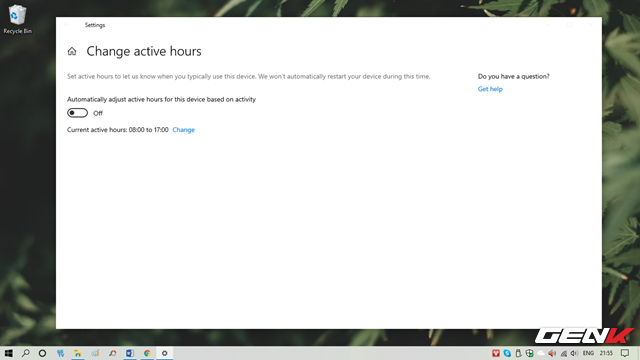 Recycle Bin
Settings
Change active hours
Set active hours to let us know when you typically use this device. We won't automatically restart your device during this time.
Automatically adjust active hours for this device based on activity
Off
Current active hours: 08:00 to 17:00 Change
Do you have a question?
Get help
GENK
ENG 21:55